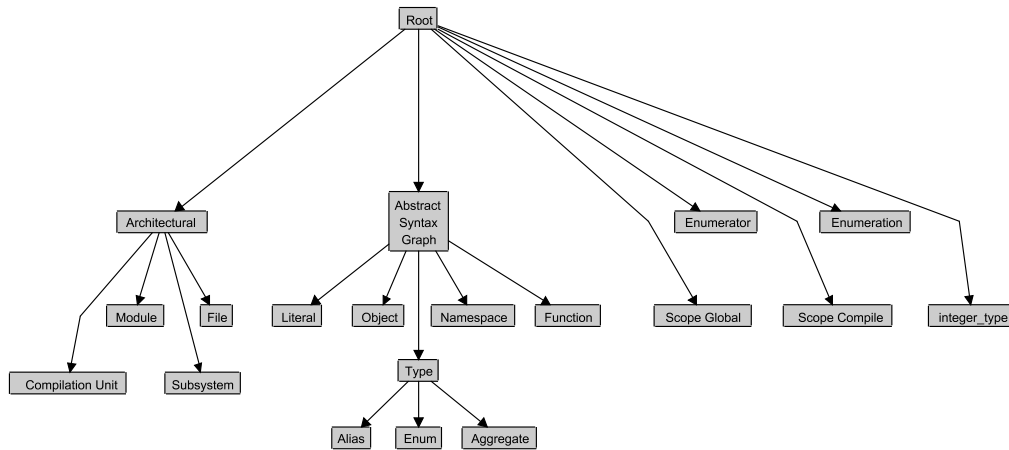 Root
Architectural
Abstract
Syntax
Graph
Enumerator
Enumeration
Module
File
Literal
Object
Namespace
Function
Scope Global
Scope Compile
integer_type
Compilation Unit
Subsystem
Type
Alias
Enum
Aggregate